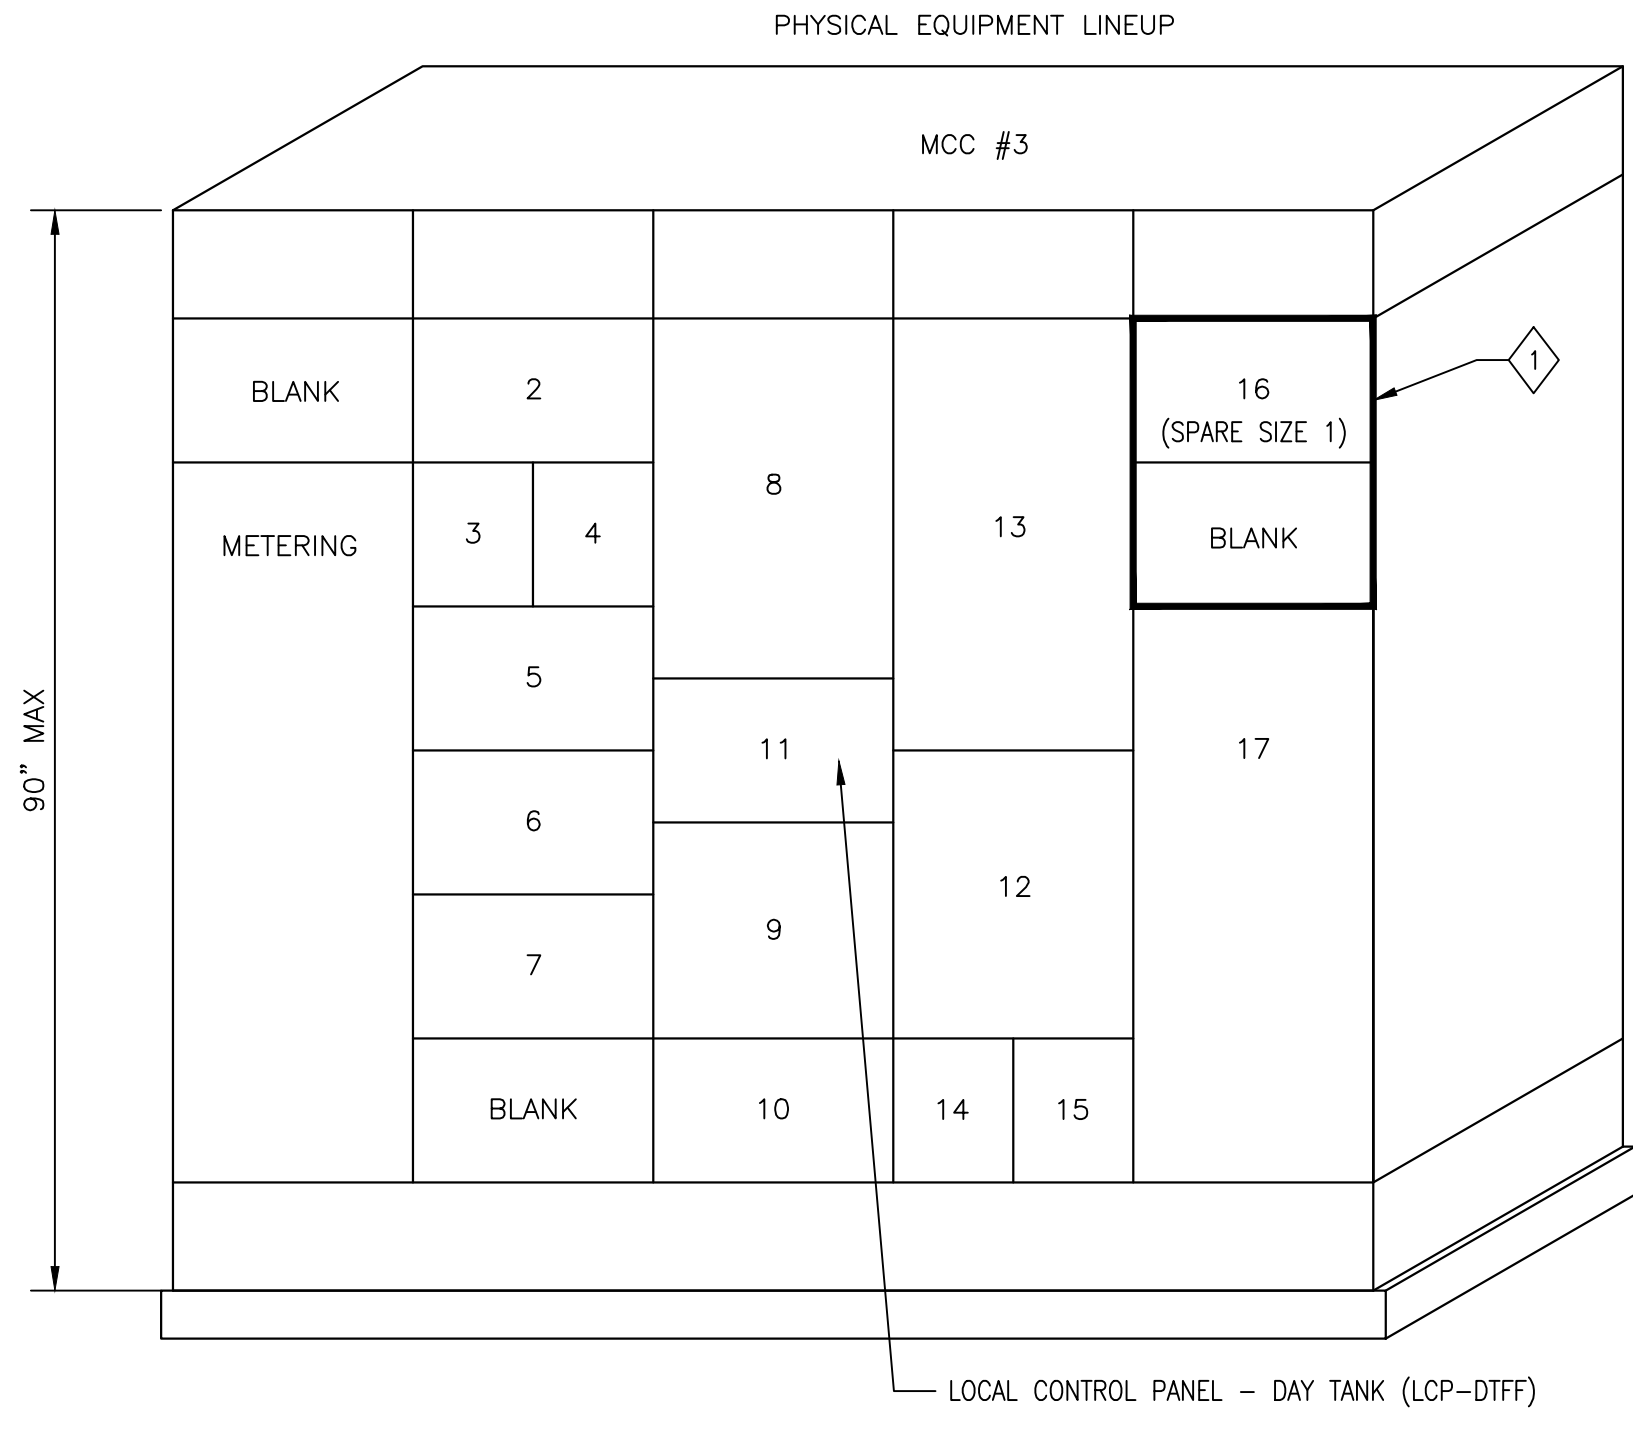 PHYSICAL EQUIPMENT LINEUP
MCC #3
BLANK
2
8
13
16
(SPARE SIZE 1)
1
METERING
3
4
BLANK
5
11
17
6
12
9
7
BLANK
10
14
15
90" MAX
LOCAL CONTROL PANEL - DAY TANK (LCP-DTFF)